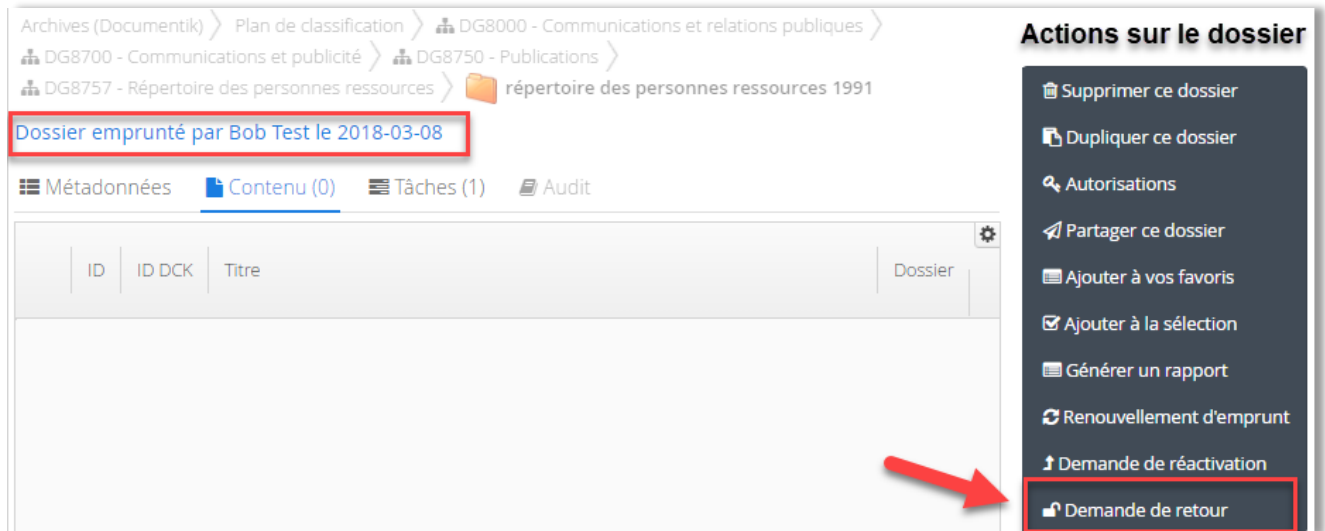 Archives (Documentik) Plan de classification DG8000 - Communications et relations publiques
DG8700 - Communications et publicité DG8750 - Publications
DG8757 - Répertoire des personnes ressources répertoire des personnes ressources 1991
Dossier emprunté par Bob Test le 2018-03-08
Métadonnées Contenu (0) Tâches (1) Audit
ID ID DCK Titre Dossier
Actions sur le dossier
Supprimer ce dossier
Dupliquer ce dossier
Autorisations
Partager ce dossier
Ajouter à vos favoris
Ajouter à la sélection
Générer un rapport
Renouvellement d'emprunt
Demande de réactivation
Demande de retour